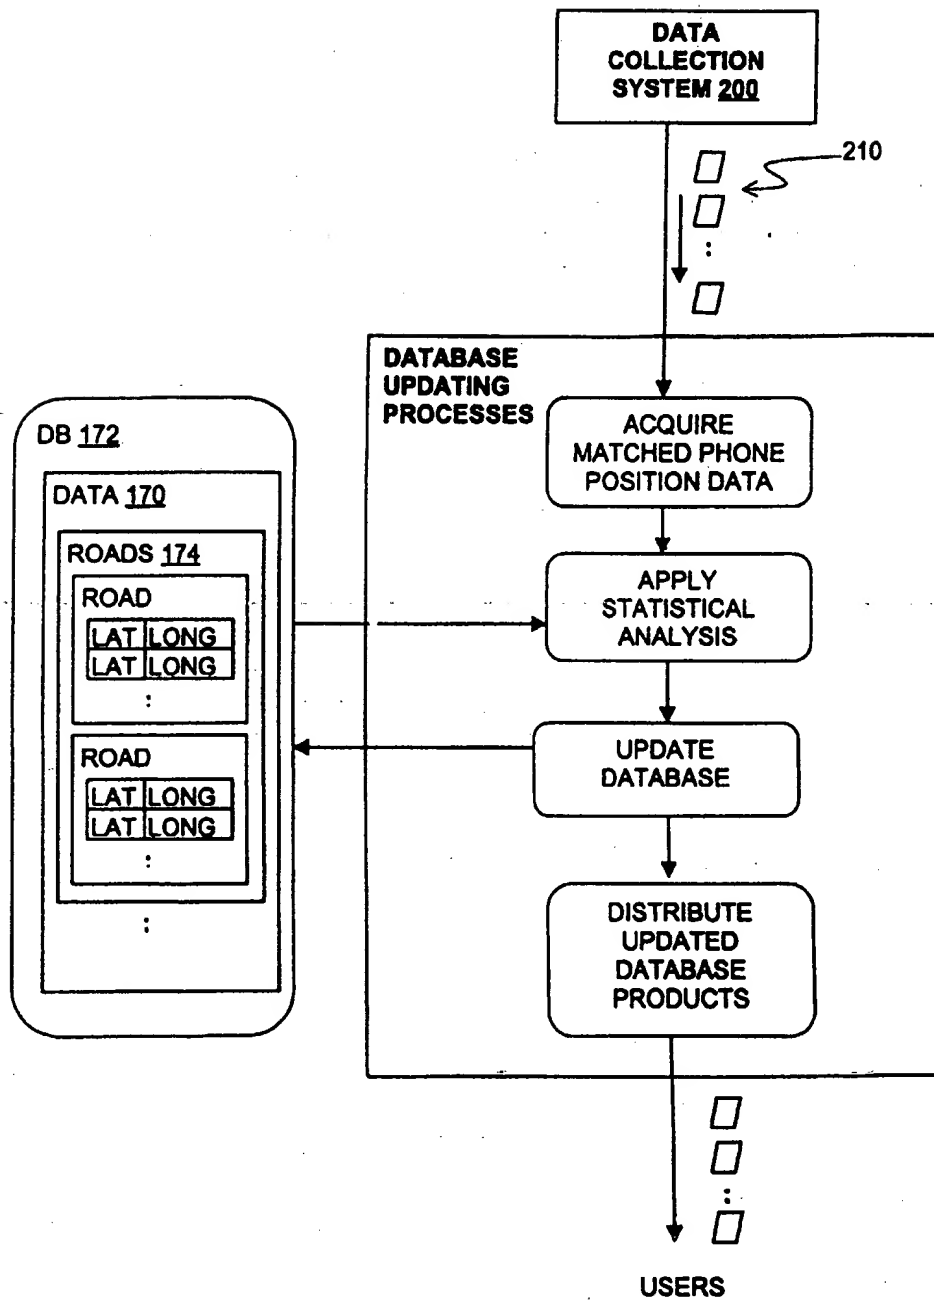 DATA
COLLECTION
SYSTEM 200
210
DATABASE
UPDATING
PROCESSES
ACQUIRE
MATCHED PHONE
POSITION DATA
DB 172
DATA 170
ROADS 174
ROAD
LAT LONG
LAT LONG
:
ROAD
LAT LONG
LAT LONG
:
:
APPLY
STATISTICAL
ANALYSIS
UPDATE
DATABASE
DISTRIBUTE
UPDATED
DATABASE
PRODUCTS
USERS